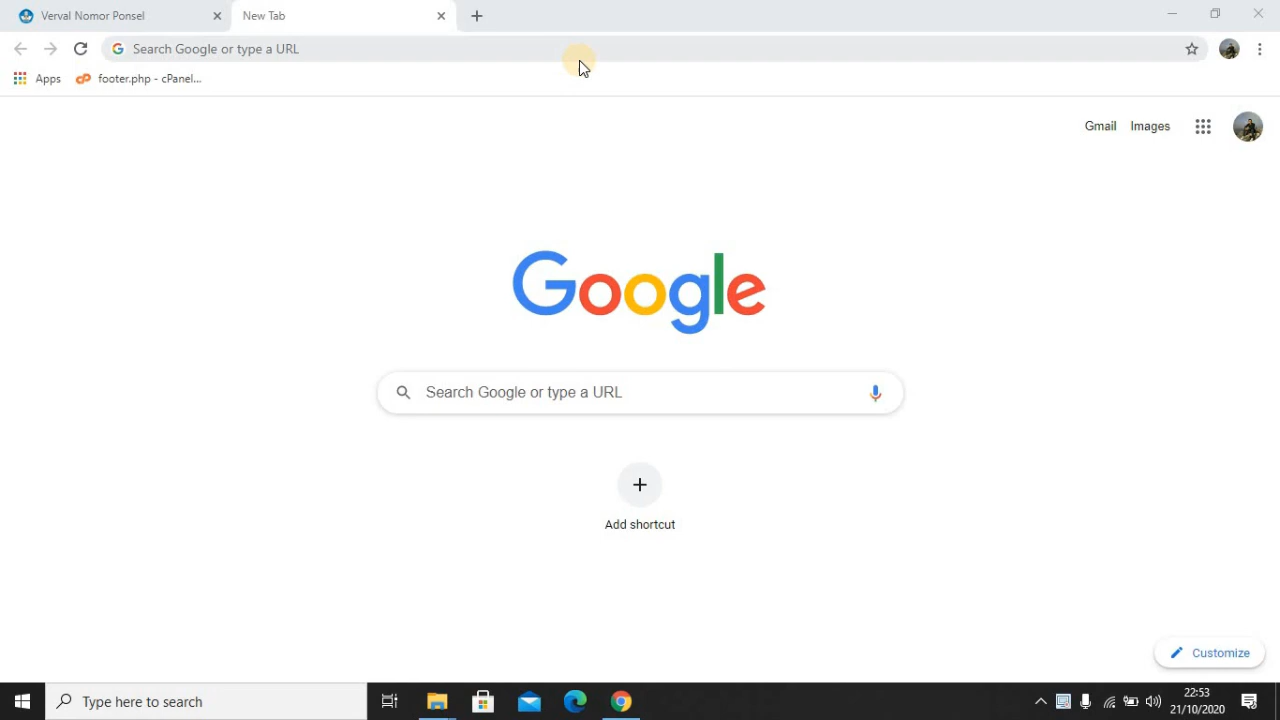 Verval Nomor Ponsel
New Tab
Search Google or type a URL
Apps
footer.php - cPanel...
Gmail Images
Google
Search Google or type a URL
Add shortcut
Customize
Type here to search
22:53
21/10/2020